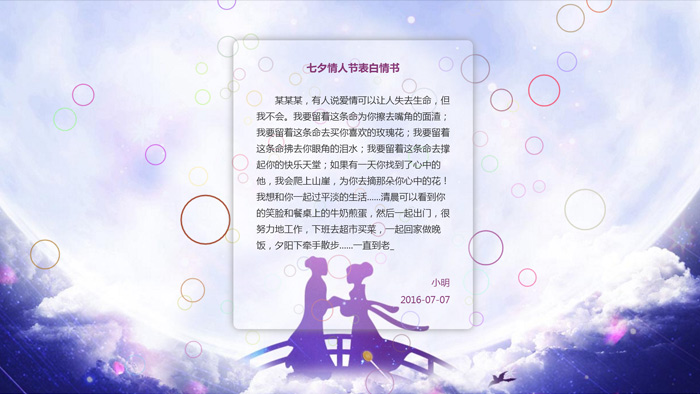 七夕情人节表白情书
某某某，有人说爱情可以让人失去生命，但
我不会。我要留着这条命为你擦去嘴角的面渣；
我要留着这条命去买你喜欢的玫瑰花；我要留着
这条命拂去你眼角的泪水；我要留着这条命去撑
起你的快乐天堂；如果有一天你找到了心中的
他，我会爬上山崖，为你去摘那朵你心中的花！
我想和你一起过平淡的生活......清晨可以看到你
的笑脸和餐桌上的牛奶煎蛋，然后一起出门，很
努力地工作，下班去超市买菜，一起回家做晚
饭，夕阳下牵手散步......一直到老_
小明
2016-07-07